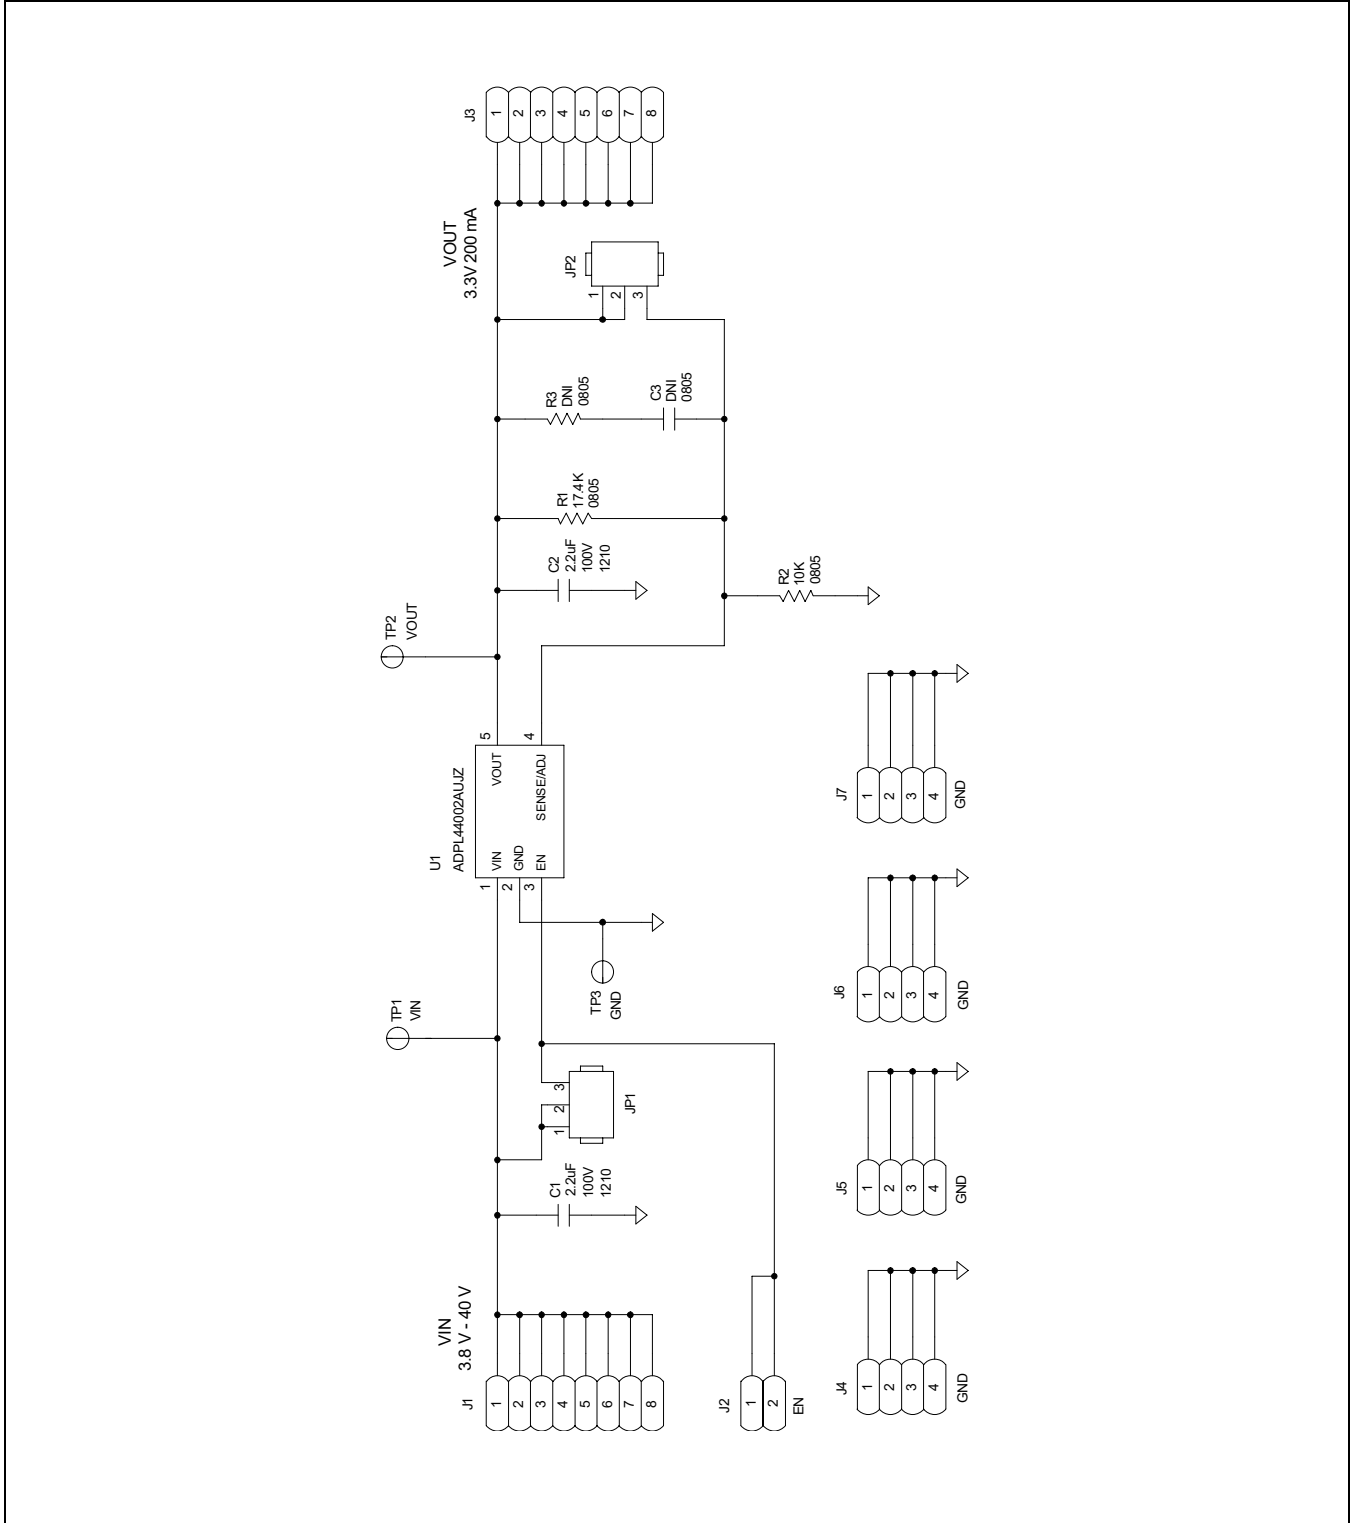 VIN
3.8 V - 40 V
J1
1
2
3
4
5
6
7
8
C1
2.2uF
100V
1210
JP1
1
2
3
TP1
VIN
TP3
GND
U1
ADPL44002AUJZ
1
2
3
VIN
GND
EN
VOUT
SENSE/ADJ
5
4
TP2
VOUT
C2
2.2uF
100V
1210
R1
17.4K
0805
R3
DNI
0805
C3
DNI
0805
JP2
1
2
3
VOUT
3.3V 200 mA
J3
1
2
3
4
5
6
7
8
R2
10K
0805
J2
1
2
EN
J4
1
2
3
4
GND
J5
1
2
3
4
GND
J6
1
2
3
4
GND
J7
1
2
3
4
GND